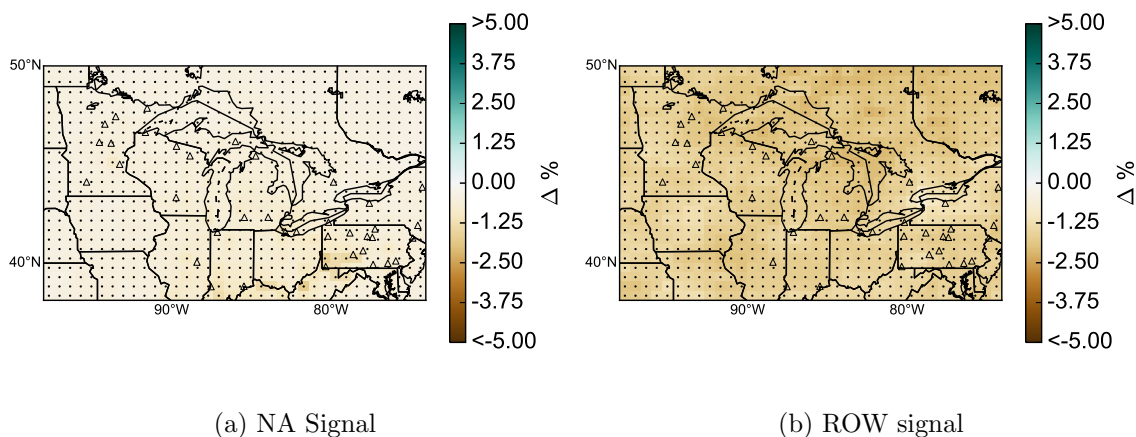 50°N
40°N
90°W
80°W
>5.00
3.75
2.50
1.25
0.00
-1.25
-2.50
-3.75
<-5.00
Δ %
(a) NA Signal
50°N
40°N
90°W
80°W
>5.00
3.75
2.50
1.25
0.00
-1.25
-2.50
-3.75
<-5.00
Δ %
(b) ROW signal